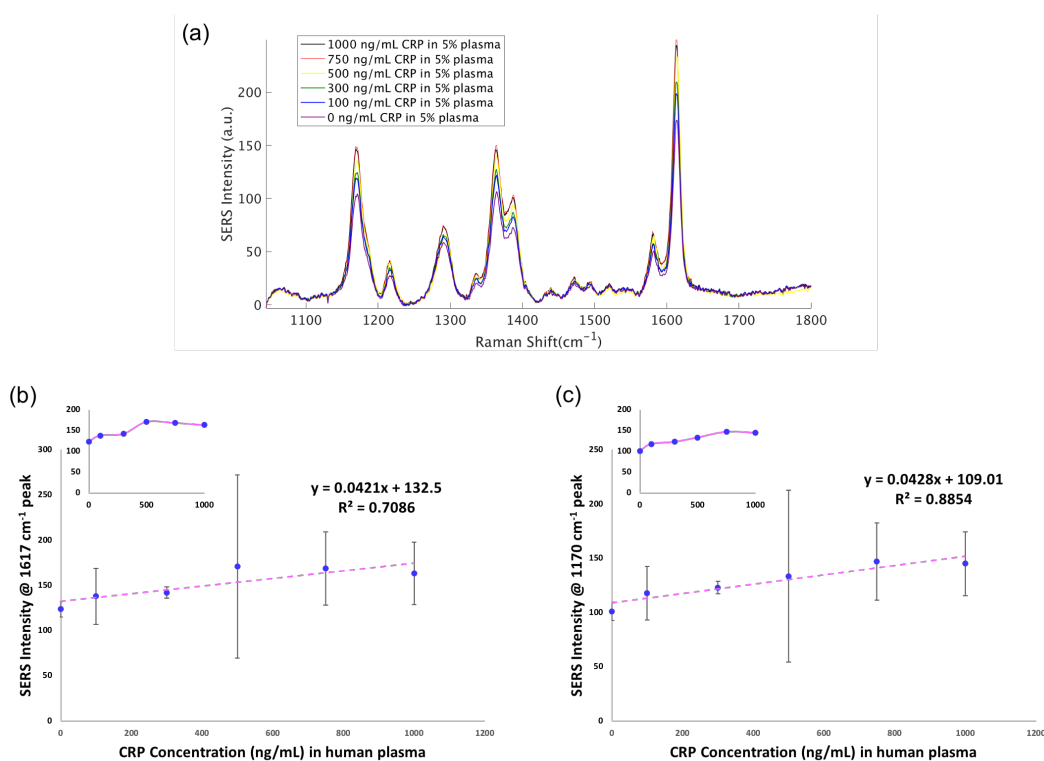 (a)
1000 ng/mL CRP in 5% plasma
750 ng/mL CRP in 5% plasma
500 ng/mL CRP in 5% plasma
300 ng/mL CRP in 5% plasma
100 ng/mL CRP in 5% plasma
0 ng/mL CRP in 5% plasma
SERS Intensity (a.u.)
200
150
100
50
0
1100 1200 1300 1400 1500 1600 1700 1800
Raman Shift(cm⁻¹)
(b)
200
150
100
50
0
0 500 1000
y = 0.0421x + 132.5
R² = 0.7086
SERS Intensity @ 1617 cm⁻¹ peak
300
250
200
150
100
50
0
0 200 400 600 800 1000 1200
CRP Concentration (ng/mL) in human plasma
(c)
200
150
100
50
0
0 500 1000
y = 0.0428x + 109.01
R² = 0.8854
SERS Intensity @ 1170 cm⁻¹ peak
250
200
150
100
50
0
0 200 400 600 800 1000 1200
CRP Concentration (ng/mL) in human plasma